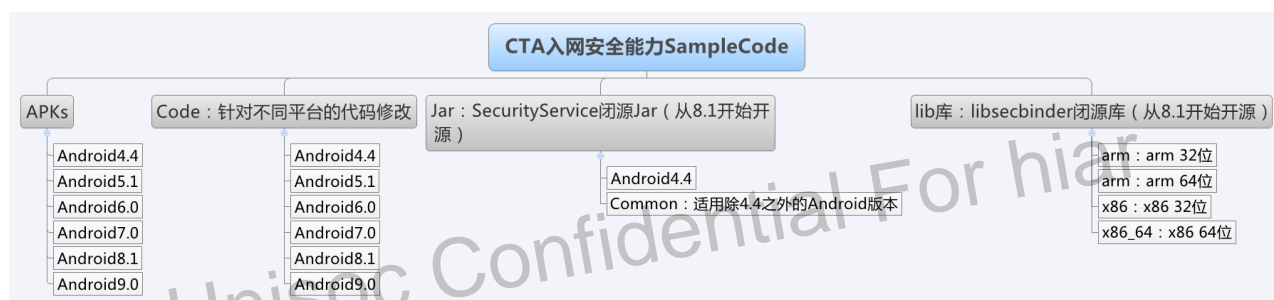 CTA入网安全能力SampleCode
APKs
Android4.4
Android5.1
Android6.0
Android7.0
Android8.1
Android9.0
Code：针对不同平台的代码修改
Android4.4
Android5.1
Android6.0
Android7.0
Android8.1
Android9.0
Jar：SecurityService闭源Jar（从8.1开始开
源）
Android4.4
Common：适用除4.4之外的Android版本
lib库：libsecbinder闭源库（从8.1开始开源）
arm：arm 32位
arm：arm 64位
x86：x86 32位
x86_64：x86 64位
Unisoc Confidential For hiar